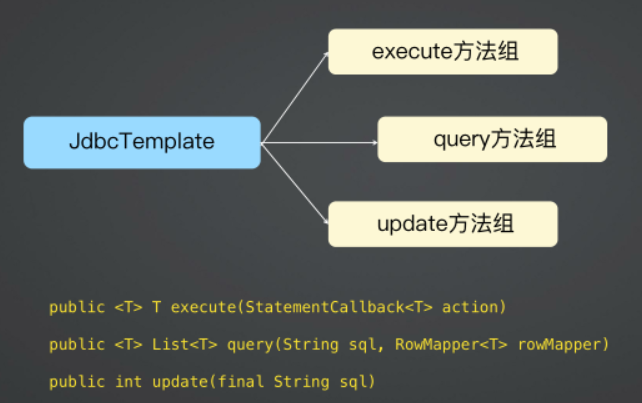 execute方法组
JdbcTemplate
query方法组
update方法组
public <T> T execute(StatementCallback<T> action)
public <T> List<T> query(String sql, RowMapper<T> rowMapper)
public int update(final String sql)